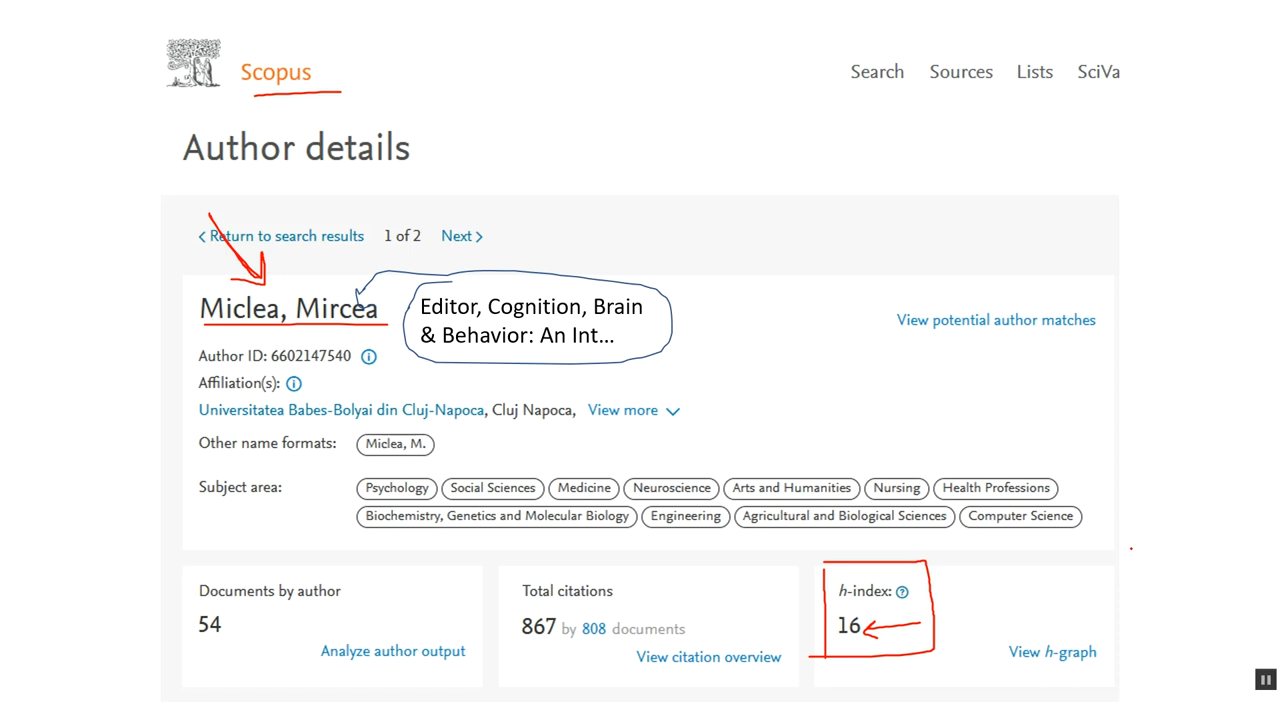 Scopus
Search Sources Lists SciVa
Author details
Return to search results 1 of 2 Next
Miclea, Mircea
Editor, Cognition, Brain
& Behavior: An Int...
View potential author matches
Author ID: 6602147540
Affiliation(s):
Universitatea Babes-Bolyai din Cluj-Napoca, Cluj Napoca, View more
Other name formats: Miclea, M.
Subject area: Psychology Social Sciences Medicine Neuroscience Arts and Humanities Nursing Health Professions
Biochemistry, Genetics and Molecular Biology Engineering Agricultural and Biological Sciences Computer Science
Documents by author
54
Analyze author output
Total citations
867 by 808 documents
View citation overview
h-index:
16
View h-graph